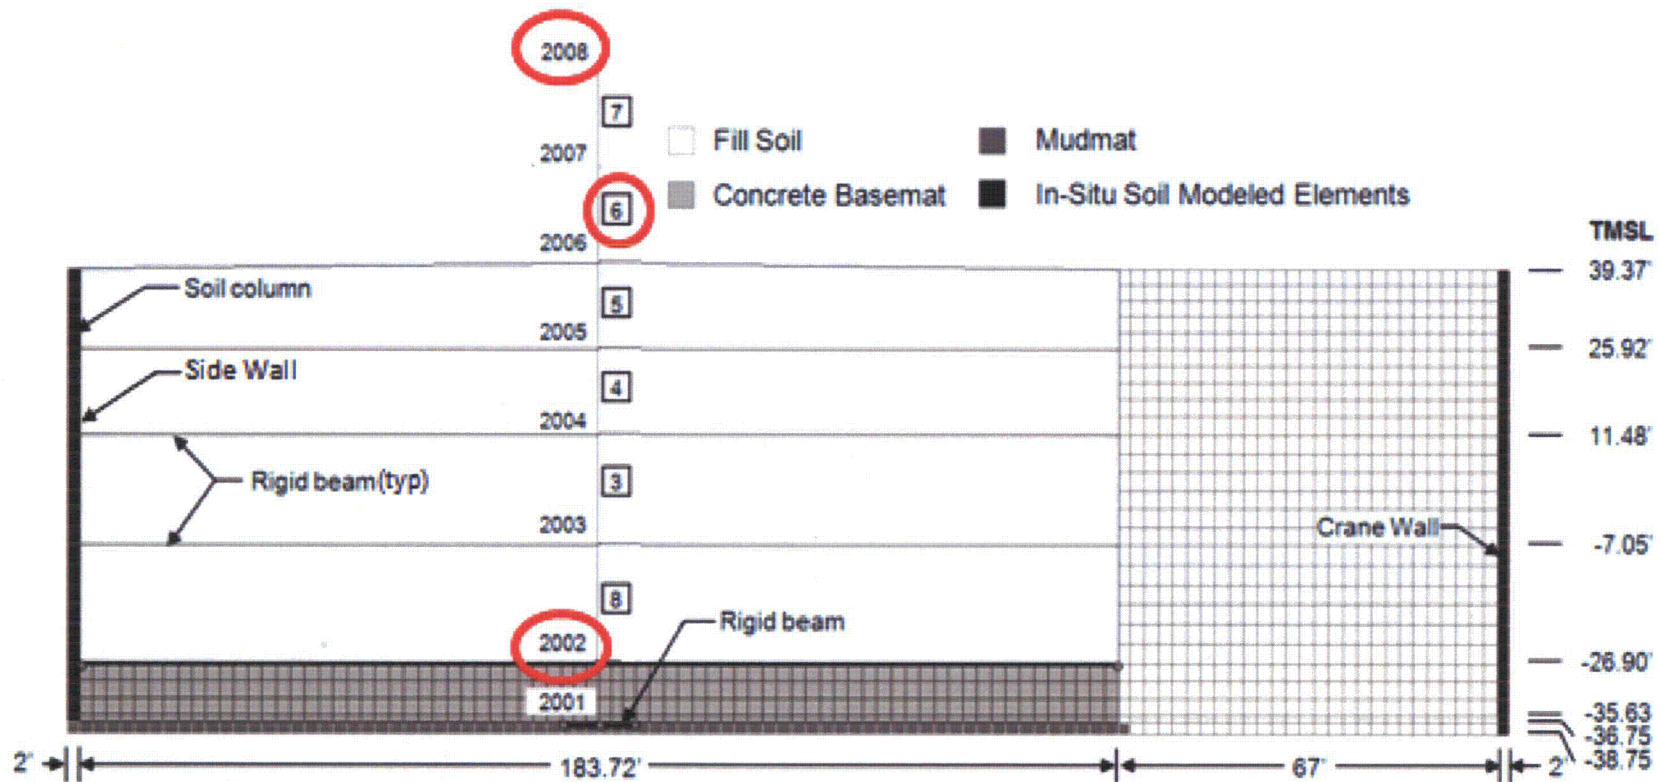 2008
7
Fill Soil
Mudmat
2007
Concrete Basemat
In-Situ Soil Modeled Elements
6
2006
TMSL
39.37'
Soil column
5
2005
25.92'
Side Wall
4
2004
11.48'
Rigid beam(typ)
3
2003
Crane Wall
-7.05'
8
Rigid beam
2002
-26.90'
2001
-35.63
-36.75
-38.75
2'
183.72'
67'
2'